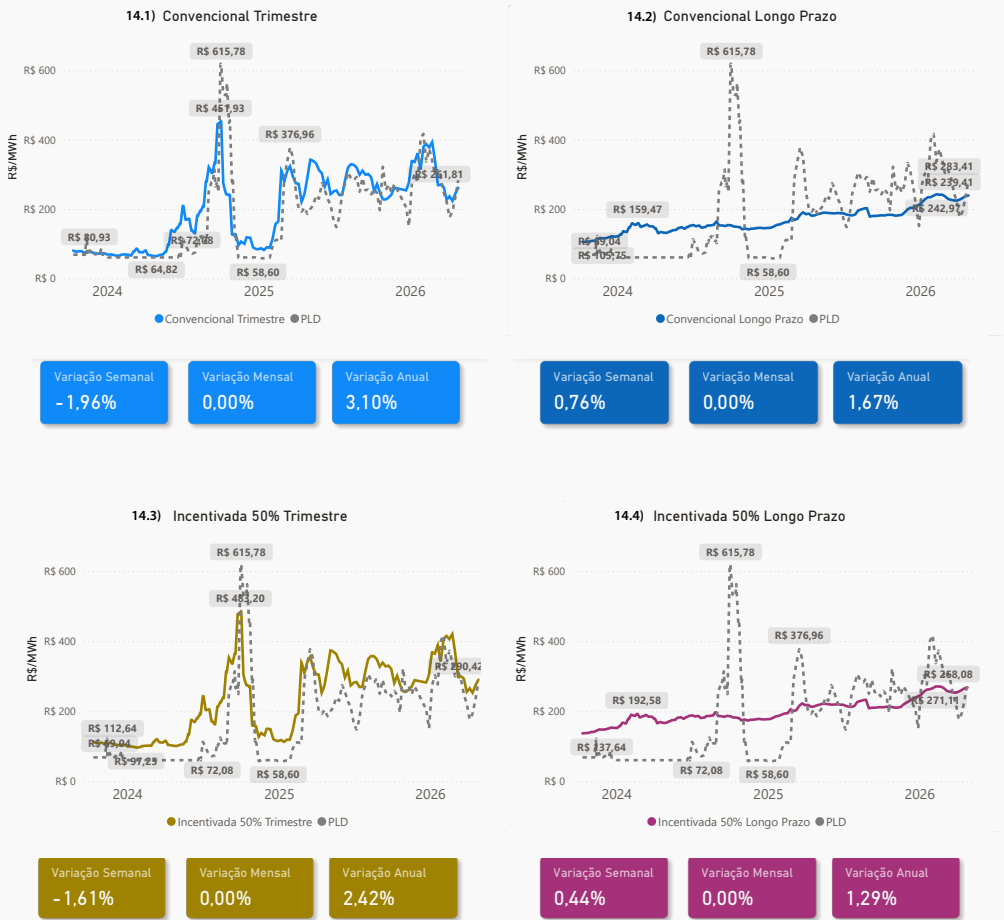 14.1) Convencional Trimestre
R$ 615,78
R$ 600
R$ 451,93
R$ 400
R$ 376,96
R$/MWh
R$ 261,81
R$ 200
R$ 80,93
R$ 72,08
R$ 64,82
R$ 58,60
R$ 0
2024 2025 2026
Convencional Trimestre PLD
14.2) Convencional Longo Prazo
R$ 615,78
R$ 600
R$ 400
R$/MWh
R$ 283,41
R$ 239,41
R$ 200
R$ 159,47
R$ 242,97
R$ 69,04
R$ 105,75
R$ 58,60
R$ 0
2024 2025 2026
Convencional Longo Prazo PLD
Variação Semanal
-1,96%
Variação Mensal
0,00%
Variação Anual
3,10%
Variação Semanal
0,76%
Variação Mensal
0,00%
Variação Anual
1,67%
14.3) Incentivada 50% Trimestre
R$ 615,78
R$ 600
R$ 483,20
R$ 400
R$/MWh
R$ 290,42
R$ 200
R$ 112,64
R$ 69,04
R$ 97,29
R$ 72,08
R$ 58,60
R$ 0
2024 2025 2026
Incentivada 50% Trimestre PLD
14.4) Incentivada 50% Longo Prazo
R$ 615,78
R$ 600
R$ 400
R$ 376,96
R$/MWh
R$ 268,08
R$ 271,11
R$ 200
R$ 192,58
R$ 137,64
R$ 72,08
R$ 58,60
R$ 0
2024 2025 2026
Incentivada 50% Longo Prazo PLD
Variação Semanal
-1,61%
Variação Mensal
0,00%
Variação Anual
2,42%
Variação Semanal
0,44%
Variação Mensal
0,00%
Variação Anual
1,29%